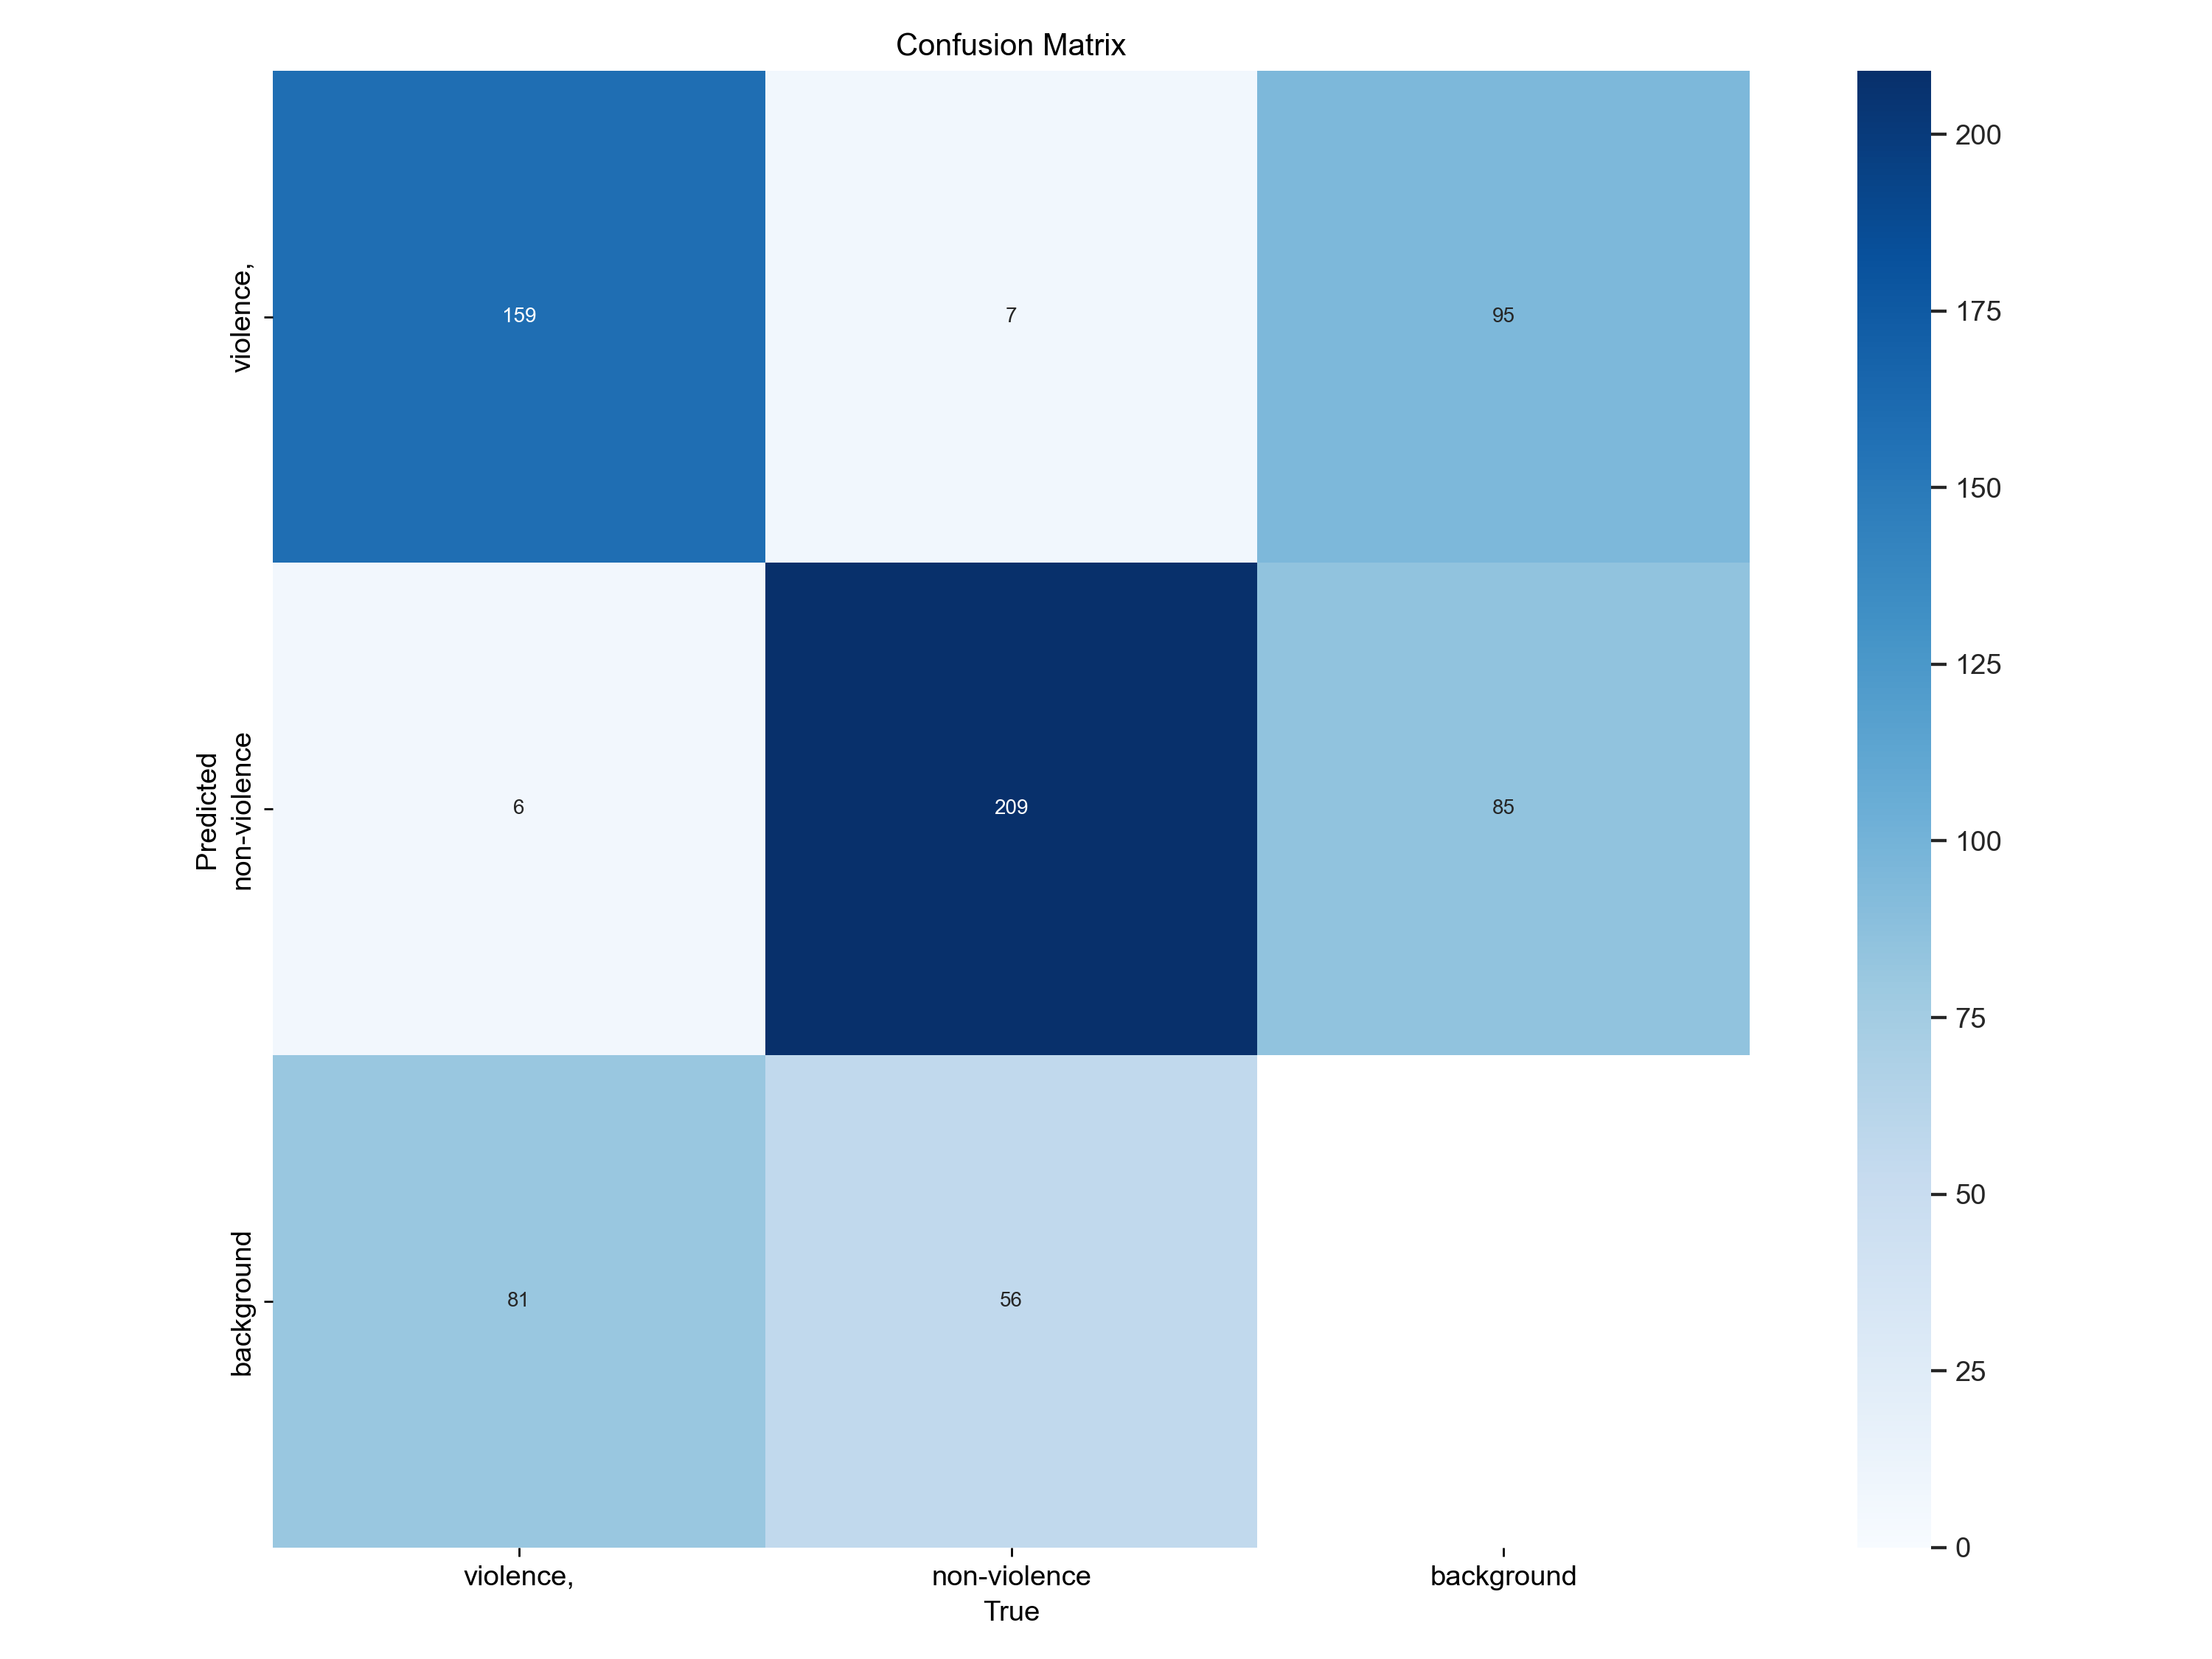 Confusion Matrix
violence,
159
7
95
Predicted
non-violence
6
209
85
background
81
56
violence,
non-violence
background
True
200
175
150
125
100
75
50
25
0